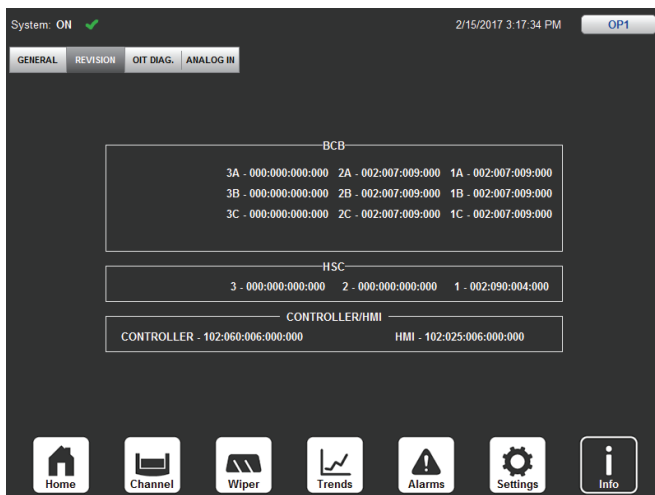 System: ON 2/15/2017 3:17:34 PM OP1
GENERAL REVISION OIT DIAG. ANALOG IN
BCB
3A - 000:000:000:000 2A - 002:007:009:000 1A - 002:007:009:000
3B - 000:000:000:000 2B - 002:007:009:000 1B - 002:007:009:000
3C - 000:000:000:000 2C - 002:007:009:000 1C - 002:007:009:000
HSC
3 - 000:000:000:000 2 - 000:000:000:000 1 - 002:090:004:000
CONTROLLER/HMI
CONTROLLER - 102:060:006:000:000 HMI - 102:025:006:000:000
Home Channel Wiper Trends Alarms Settings Info